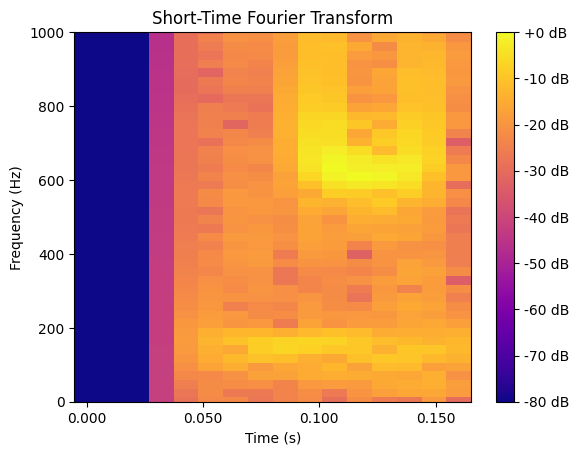 Short-Time Fourier Transform
Frequency (Hz)
1000
800
600
400
200
0
0.000
0.050
0.100
0.150
Time (s)
+0 dB
-10 dB
-20 dB
-30 dB
-40 dB
-50 dB
-60 dB
-70 dB
-80 dB